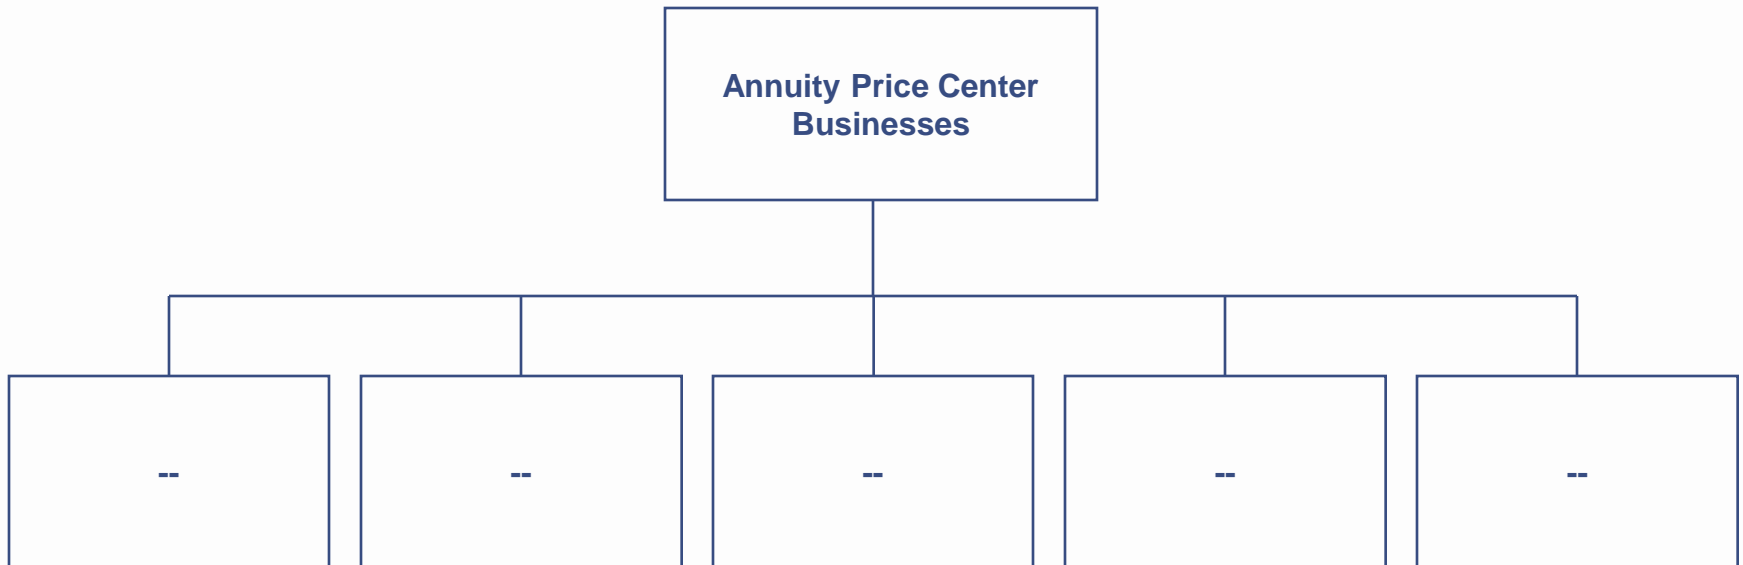 Annuity Price Center
Businesses
-- -- -- -- --